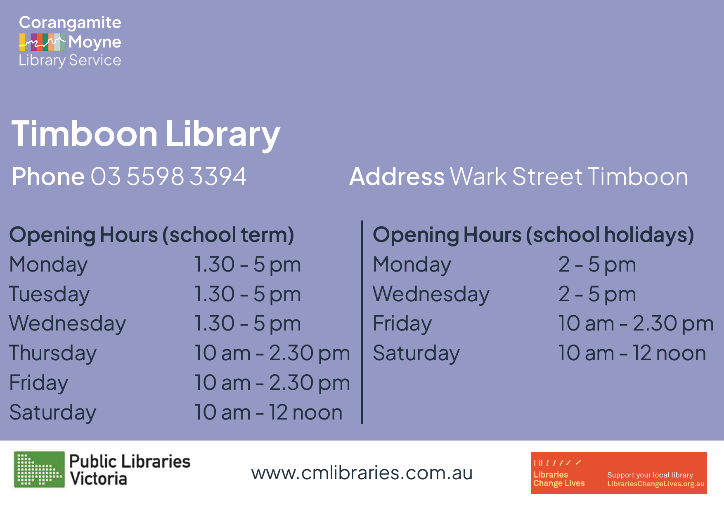 Corangamite
Moyne
Library Service
Timboon Library
Phone 03 5598 3394
Address Wark Street Timboon
Opening Hours (school term)
Monday 1.30 - 5 pm
Tuesday 1.30 - 5 pm
Wednesday 1.30 - 5 pm
Thursday 10 am - 2.30 pm
Friday 10 am - 2.30 pm
Saturday 10 am - 12 noon
Opening Hours (school holidays)
Monday 2 - 5 pm
Wednesday 2 - 5 pm
Friday 10 am - 2.30 pm
Saturday 10 am - 12 noon
Public Libraries
Victoria
www.cmlibraries.com.au
Libraries
Change Lives
Support your local library
LibrariesChangeLives.org.au